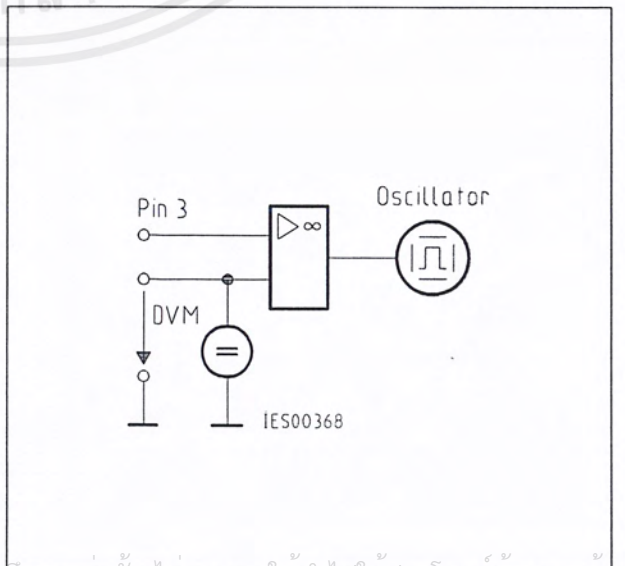 Oscillator
Pin 3
▷ ∞
DVM
=
IES00368